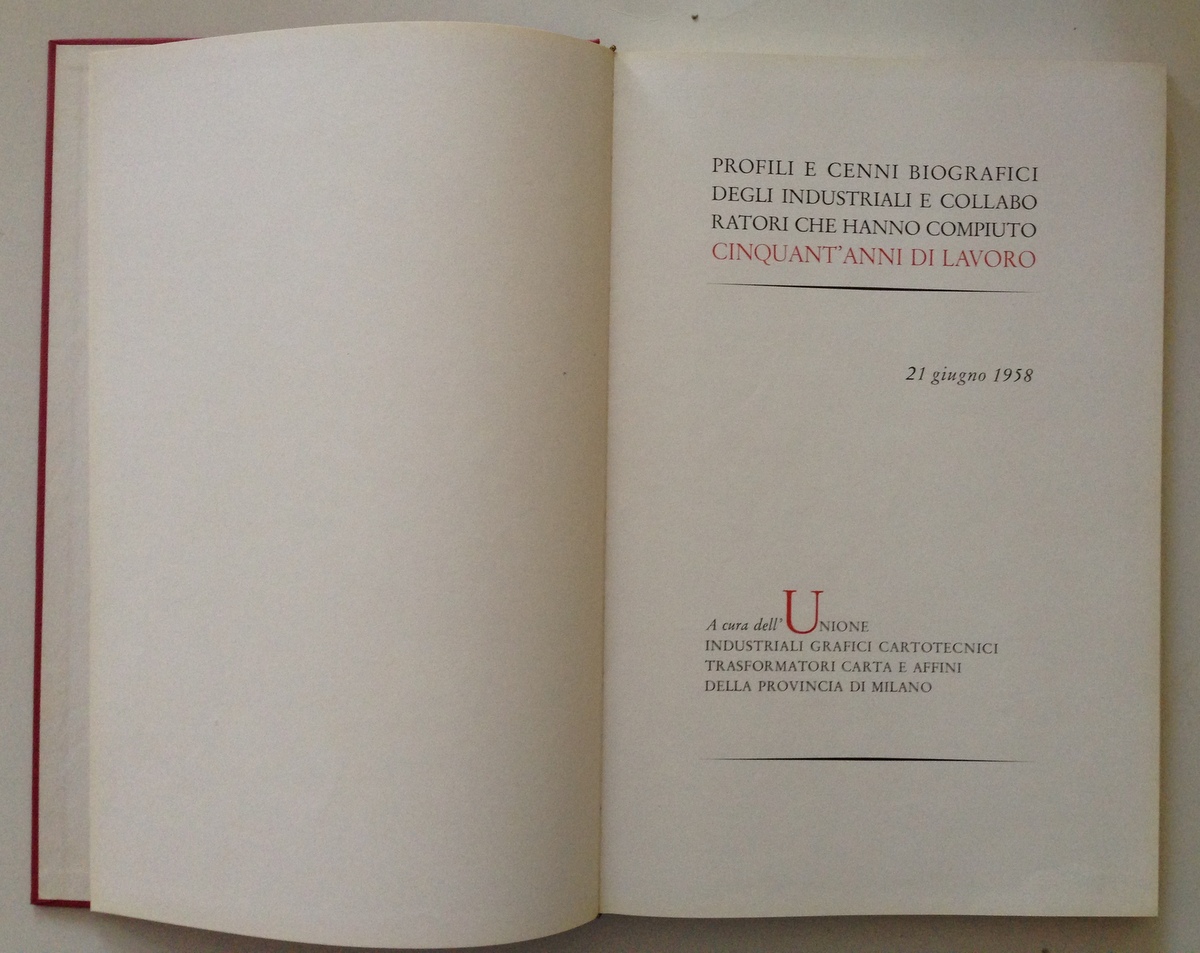 PROFILI E CENNI BIOGRAFICI
DEGLI INDUSTRIALI E COLLABO
RATORI CHE HANNO COMPIUTO
CINQUANT'ANNI DI LAVORO
21 giugno 1958
A cura dell'UNIONE
INDUSTRIALI GRAFICI CARTOTECNICI
TRASFORMATORI CARTA E AFFINI
DELLA PROVINCIA DI MILANO